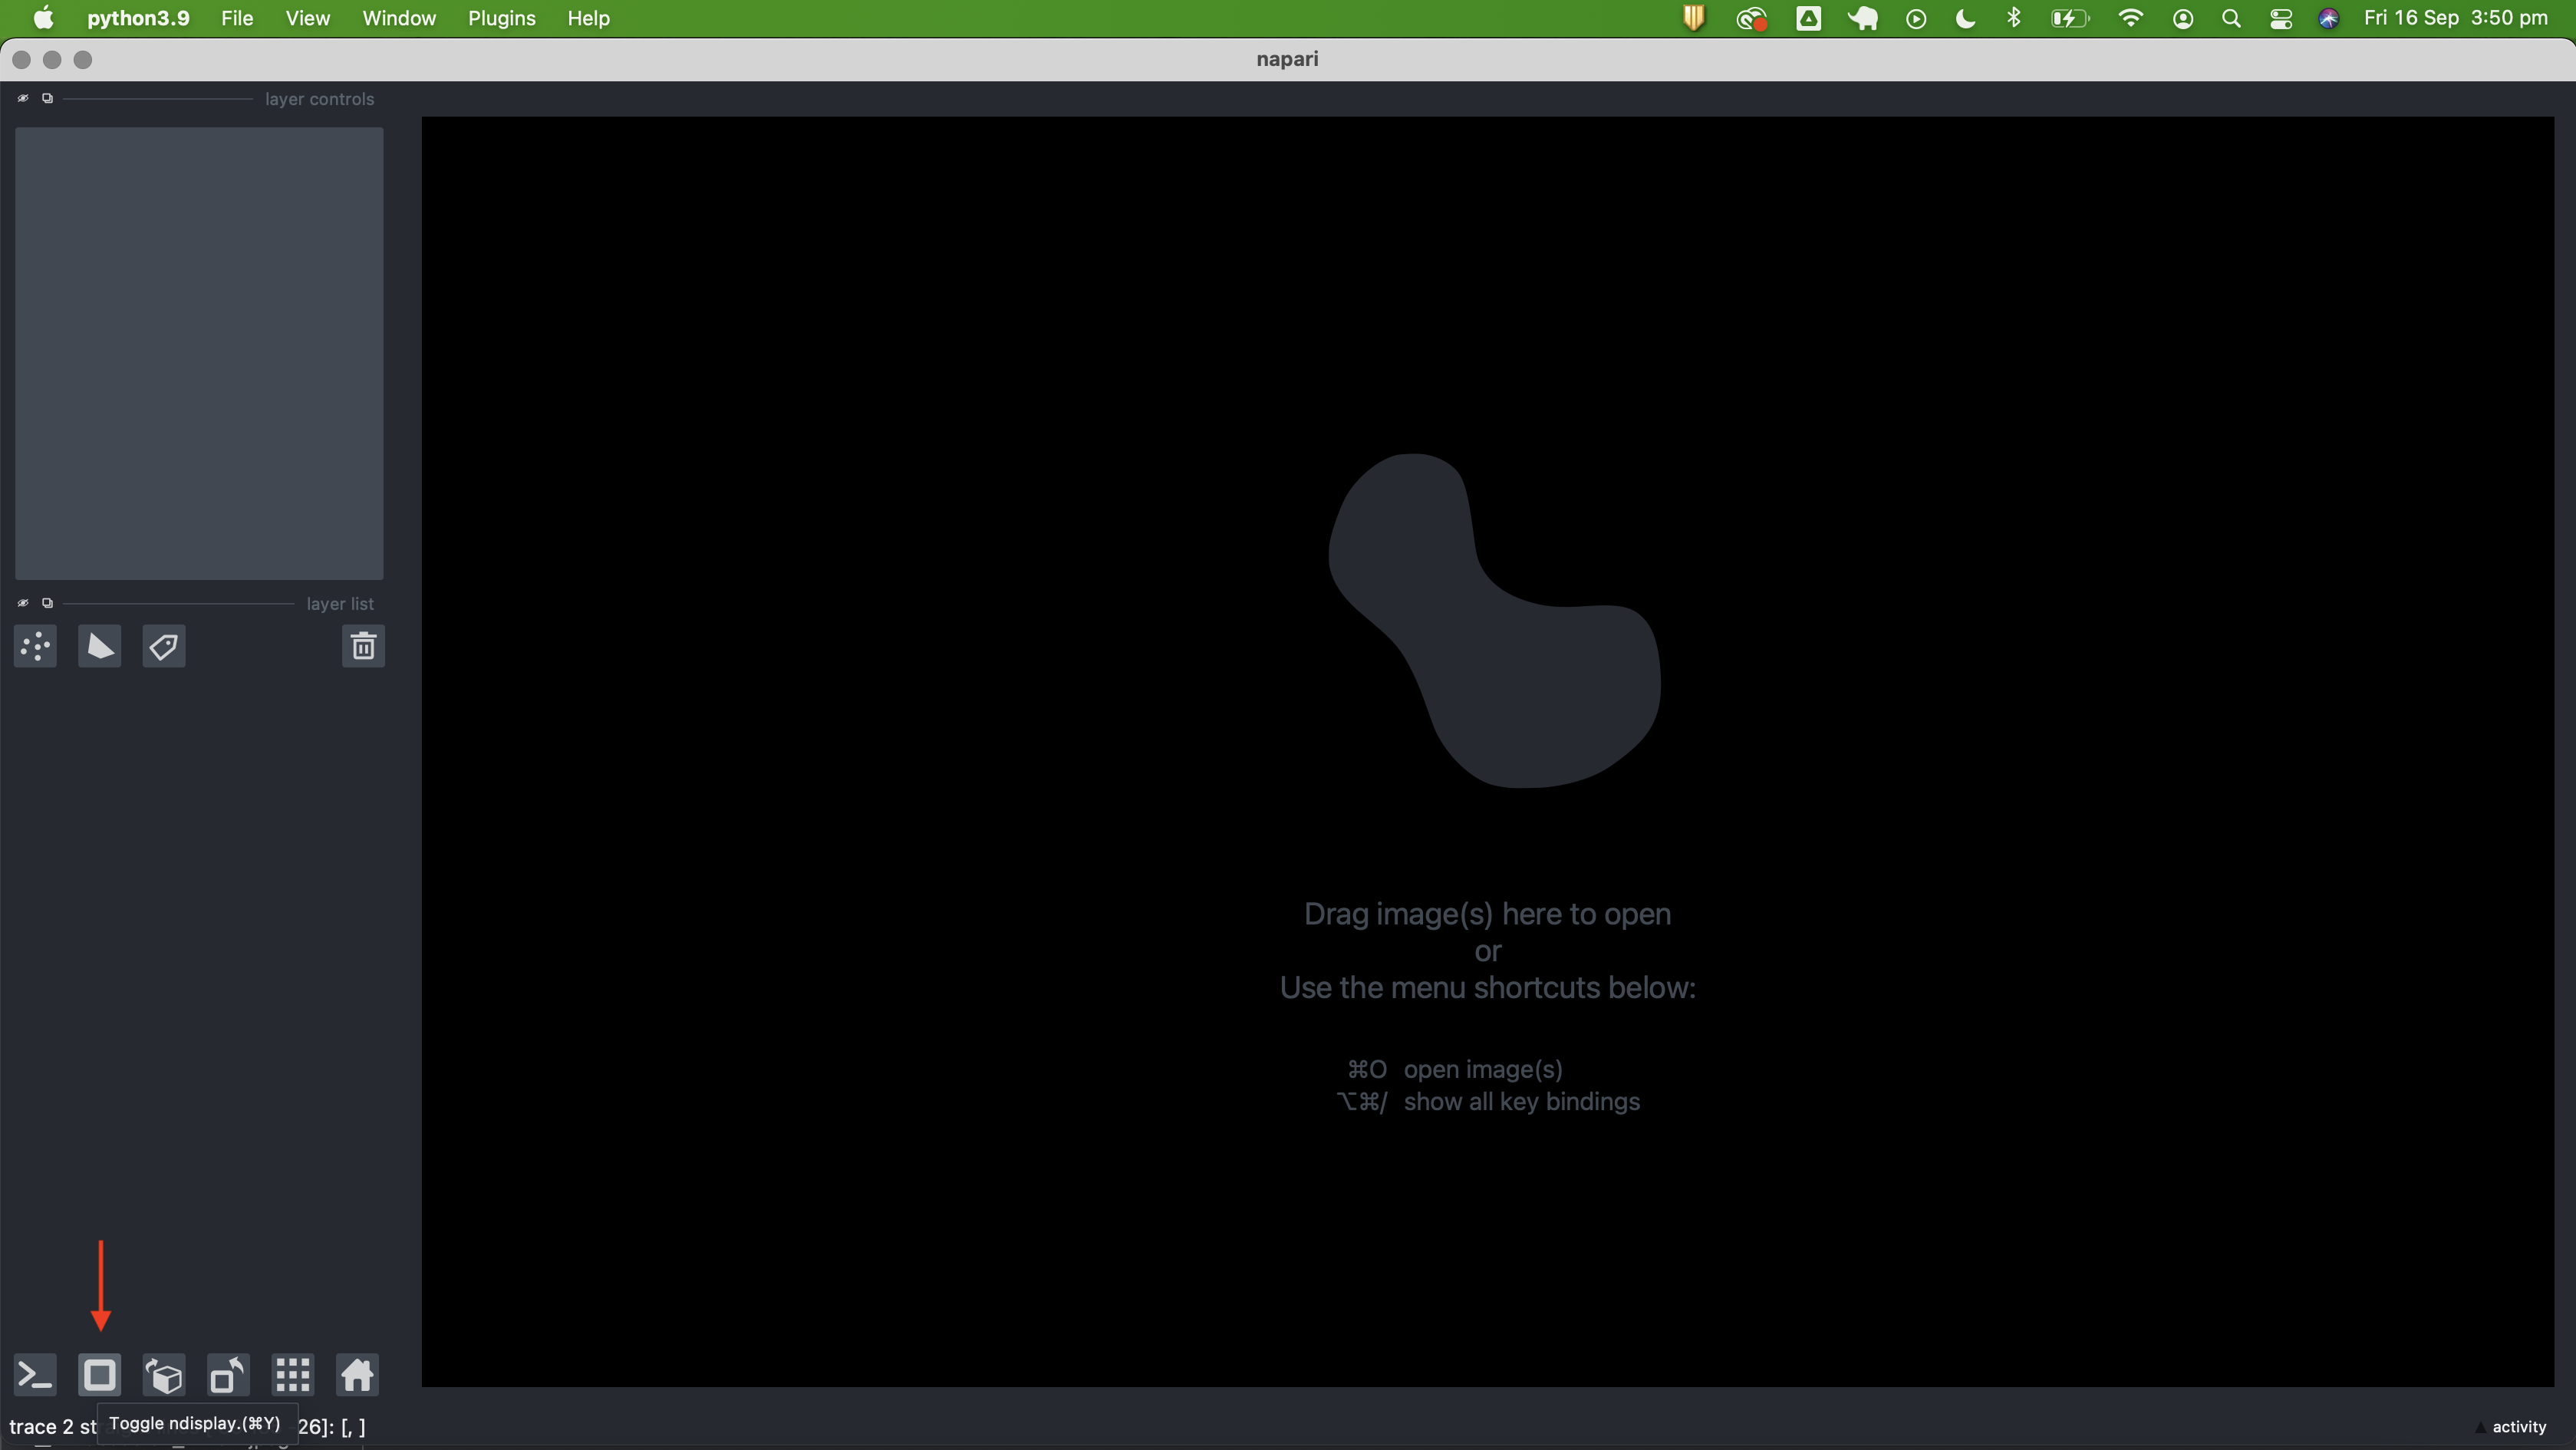 python3.9 File View Window Plugins Help Fri 16 Sep 3:50 pm
napari
layer controls
layer list
Drag image(s) here to open
or
Use the menu shortcuts below:
⌘O open image(s)
⌥⌘/ show all key bindings
Toggle ndisplay.(⌘Y)
trace 2 st 26]: [, ]
activity